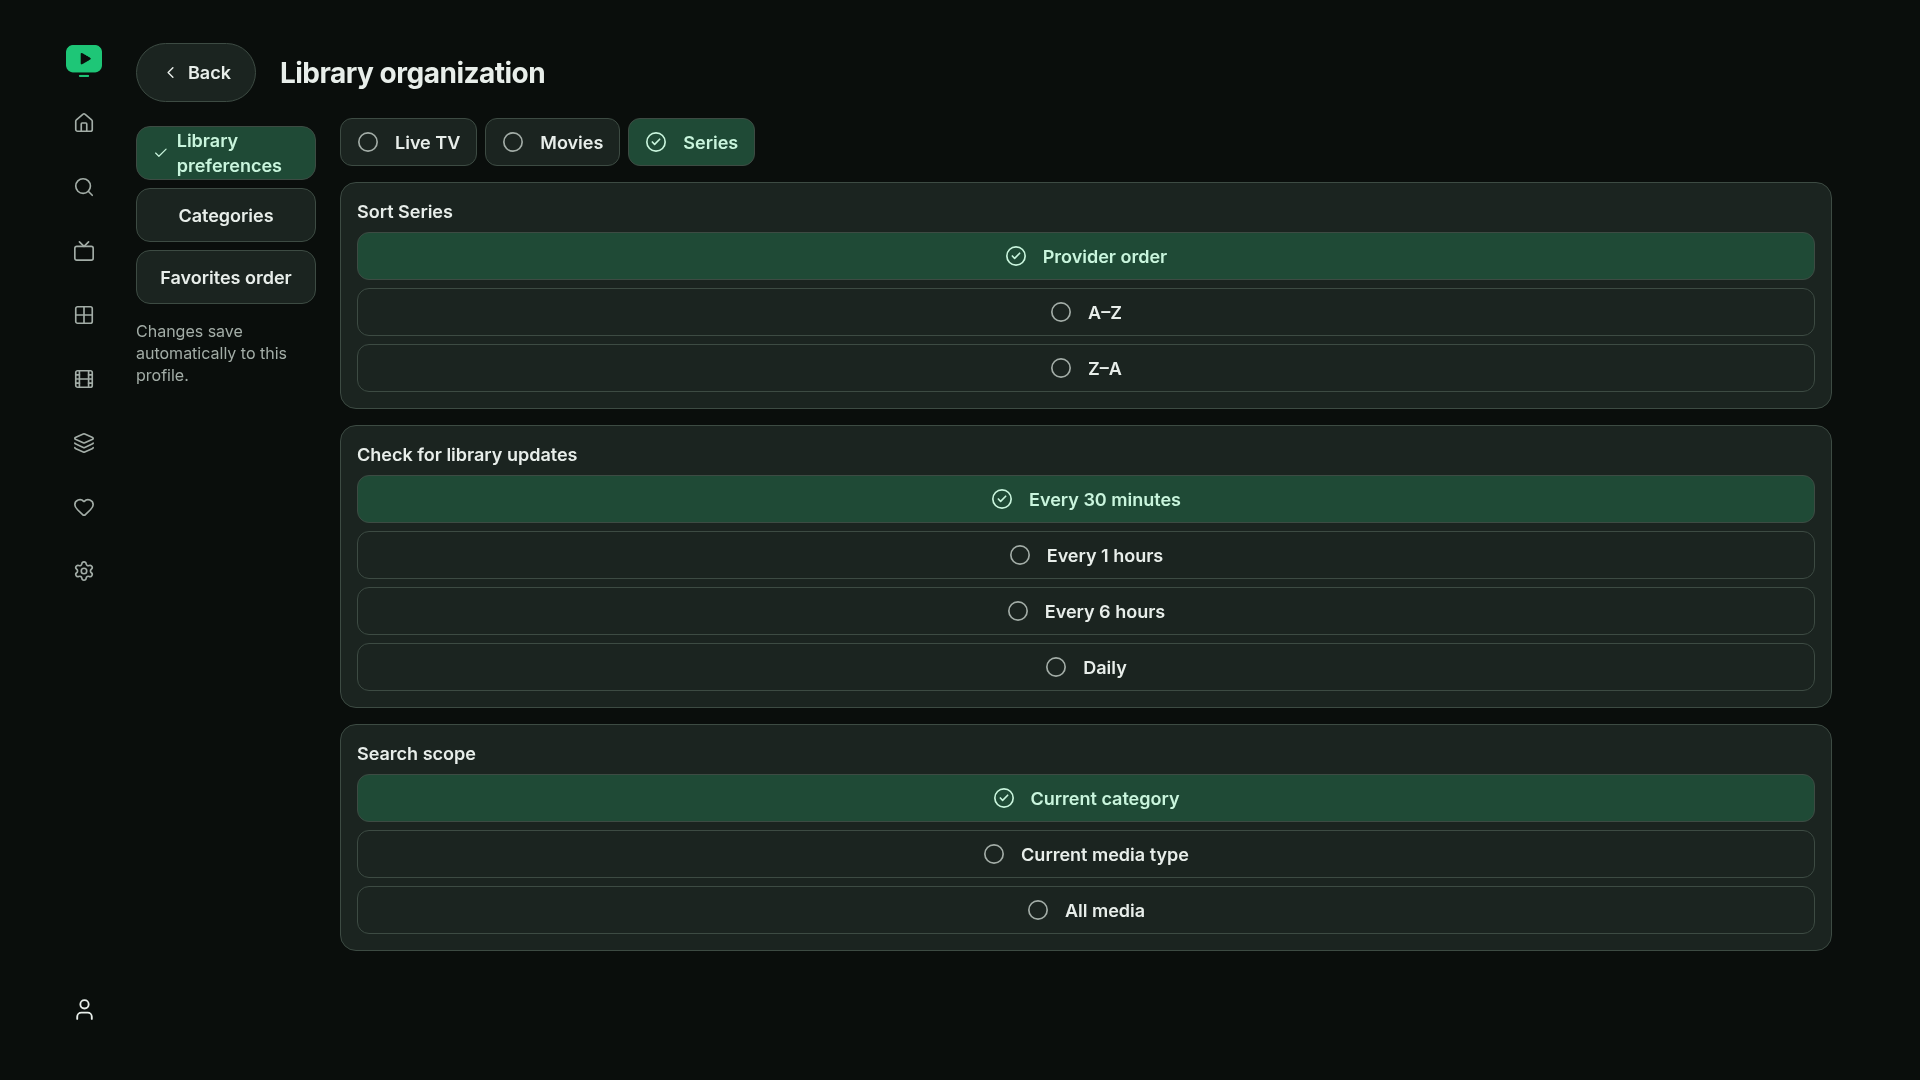 Back
Library organization
Library
preferences
Categories
Favorites order
Changes save
automatically to this
profile.
Live TV
Movies
Series
Sort Series
Provider order
A–Z
Z–A
Check for library updates
Every 30 minutes
Every 1 hours
Every 6 hours
Daily
Search scope
Current category
Current media type
All media